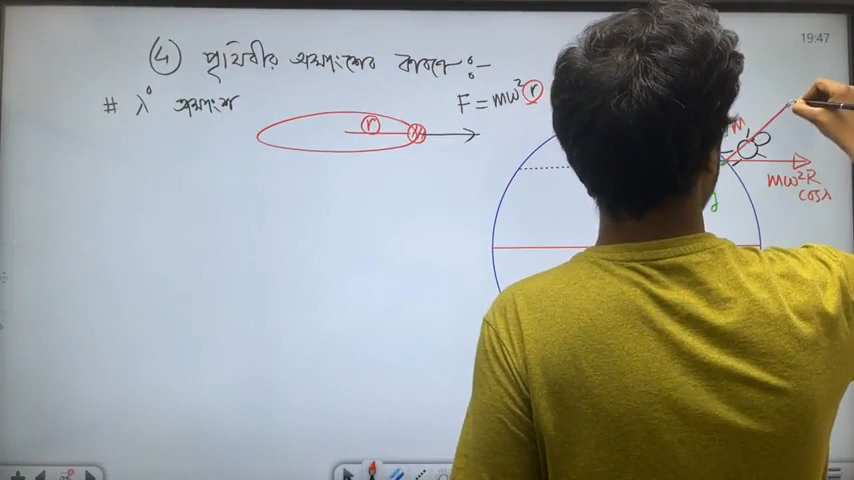 19:47
(4) পৃথিবীর অক্ষাংশের কারণে :-
# λ° অক্ষাংশ
F = mω²r
r
m
M
mω²R cosλ
g